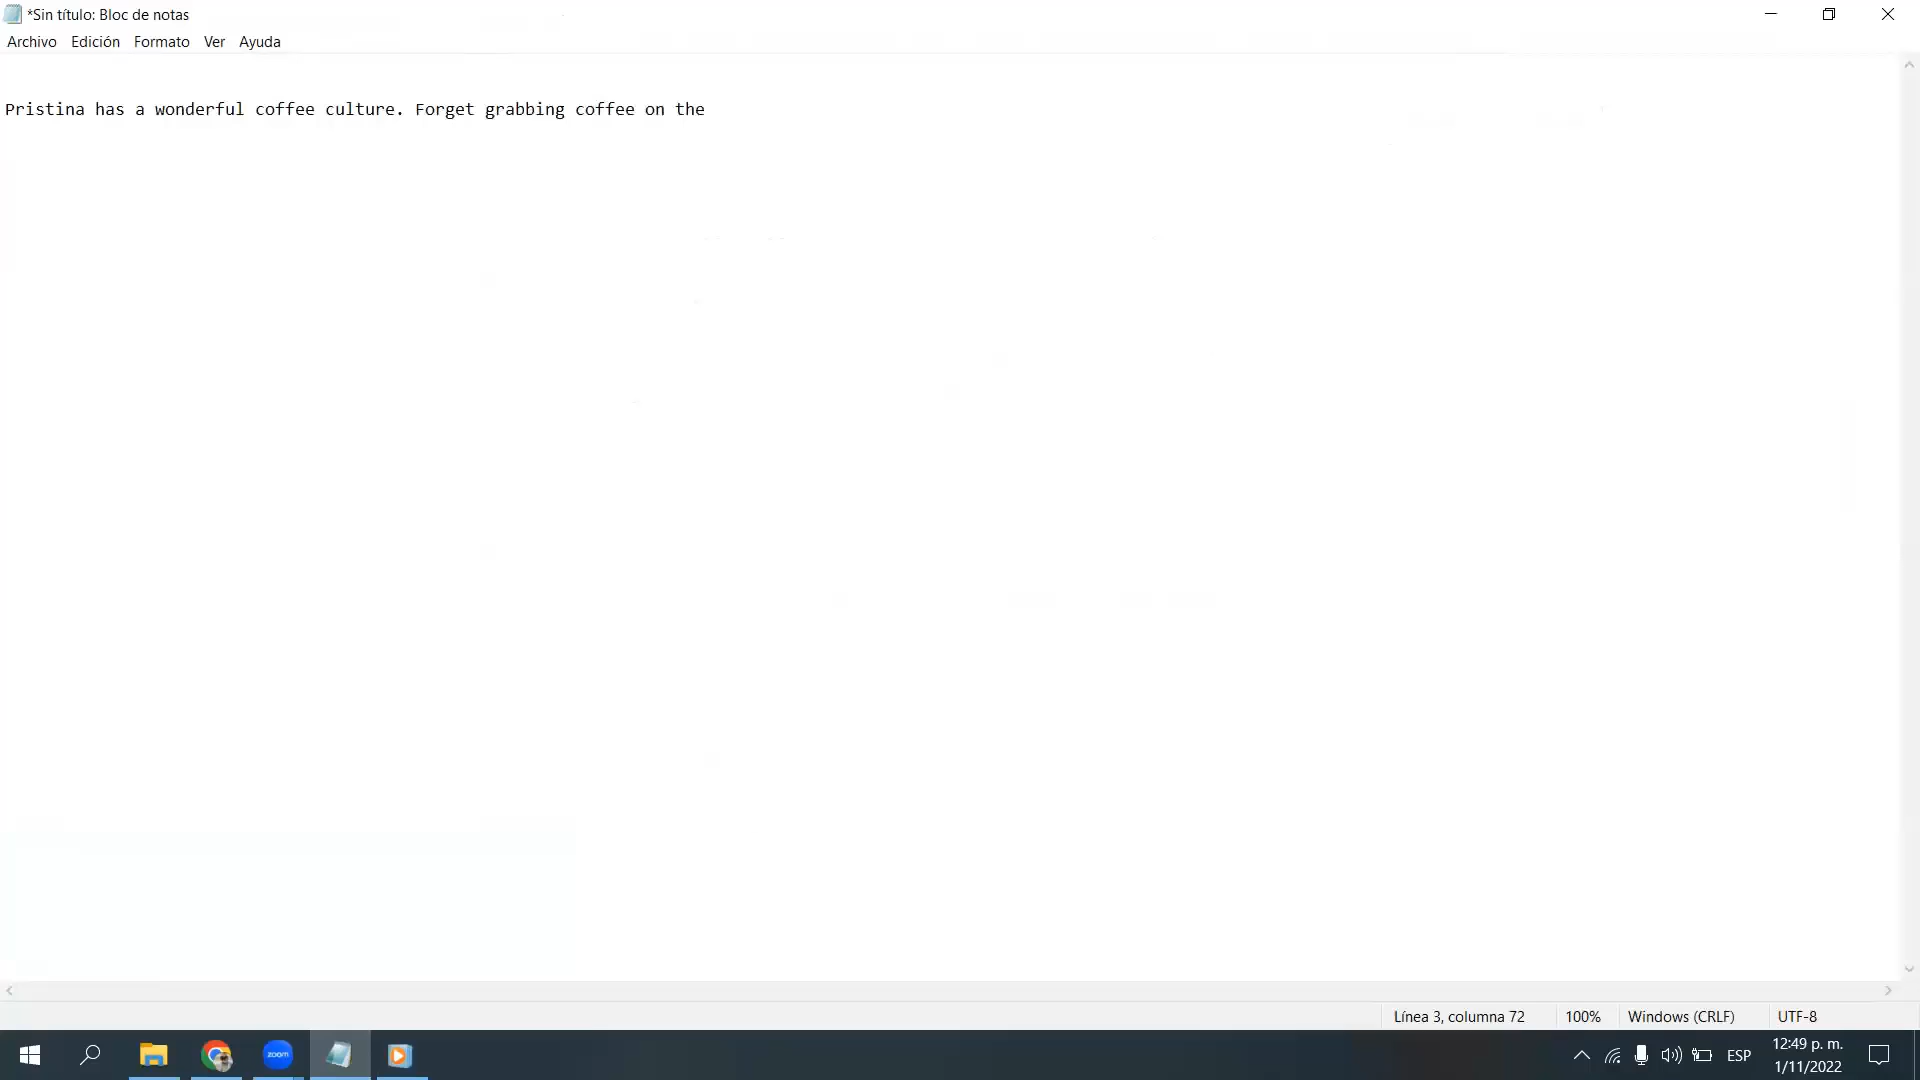 *Sin título: Bloc de notas
Archivo Edición Formato Ver Ayuda
Pristina has a wonderful coffee culture. Forget grabbing coffee on the
Línea 3, columna 72 100% Windows (CRLF) UTF-8
zoom ESP 12:49 p. m.
1/11/2022